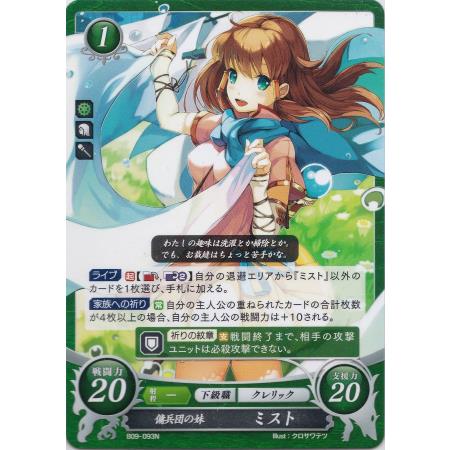 1
わたしの趣味は洗濯とか掃除とか。
でも、お裁縫はちょっと苦手かな。
ライブ 起 自分の退避エリアから『ミスト』以外の
カードを1枚選び、手札に加える。
家族への祈り 常 自分の主人公の重ねられたカードの合計枚数
が4枚以上の場合、自分の主人公の戦闘力は+10される。
祈りの紋章 支 戦闘終了まで、相手の攻撃
ユニットは必殺攻撃できない。
戦闘力 20
射程 - 下級職 クレリック
支援力 20
傭兵団の妹 ミスト
B09-093N Illust:クロサワテツ